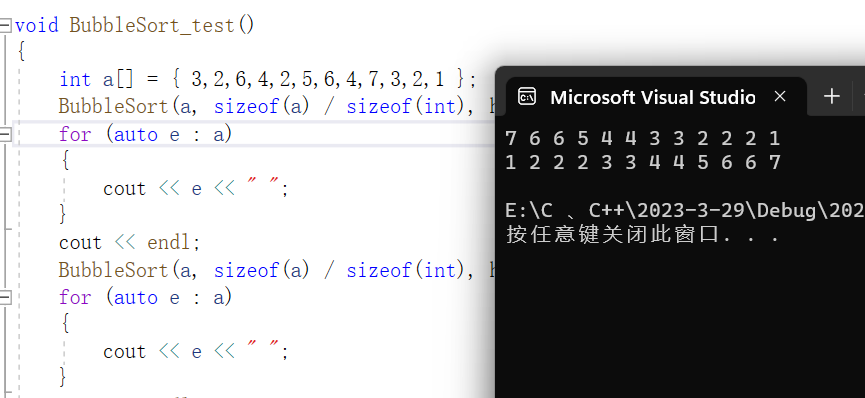 void BubbleSort_test()
{
int a[] = { 3,2,6,4,2,5,6,4,7,3,2,1 };
BubbleSort(a, sizeof(a) / sizeof(int),
for (auto e : a)
{
cout << e << " ";
}
cout << endl;
BubbleSort(a, sizeof(a) / sizeof(int),
for (auto e : a)
{
cout << e << " ";
}
Microsoft Visual Studio
7 6 6 5 4 4 3 3 2 2 2 1
1 2 2 2 3 3 4 4 5 6 6 7
E:\C 、C++\2023-3-29\Debug\202
按任意键关闭此窗口. . .